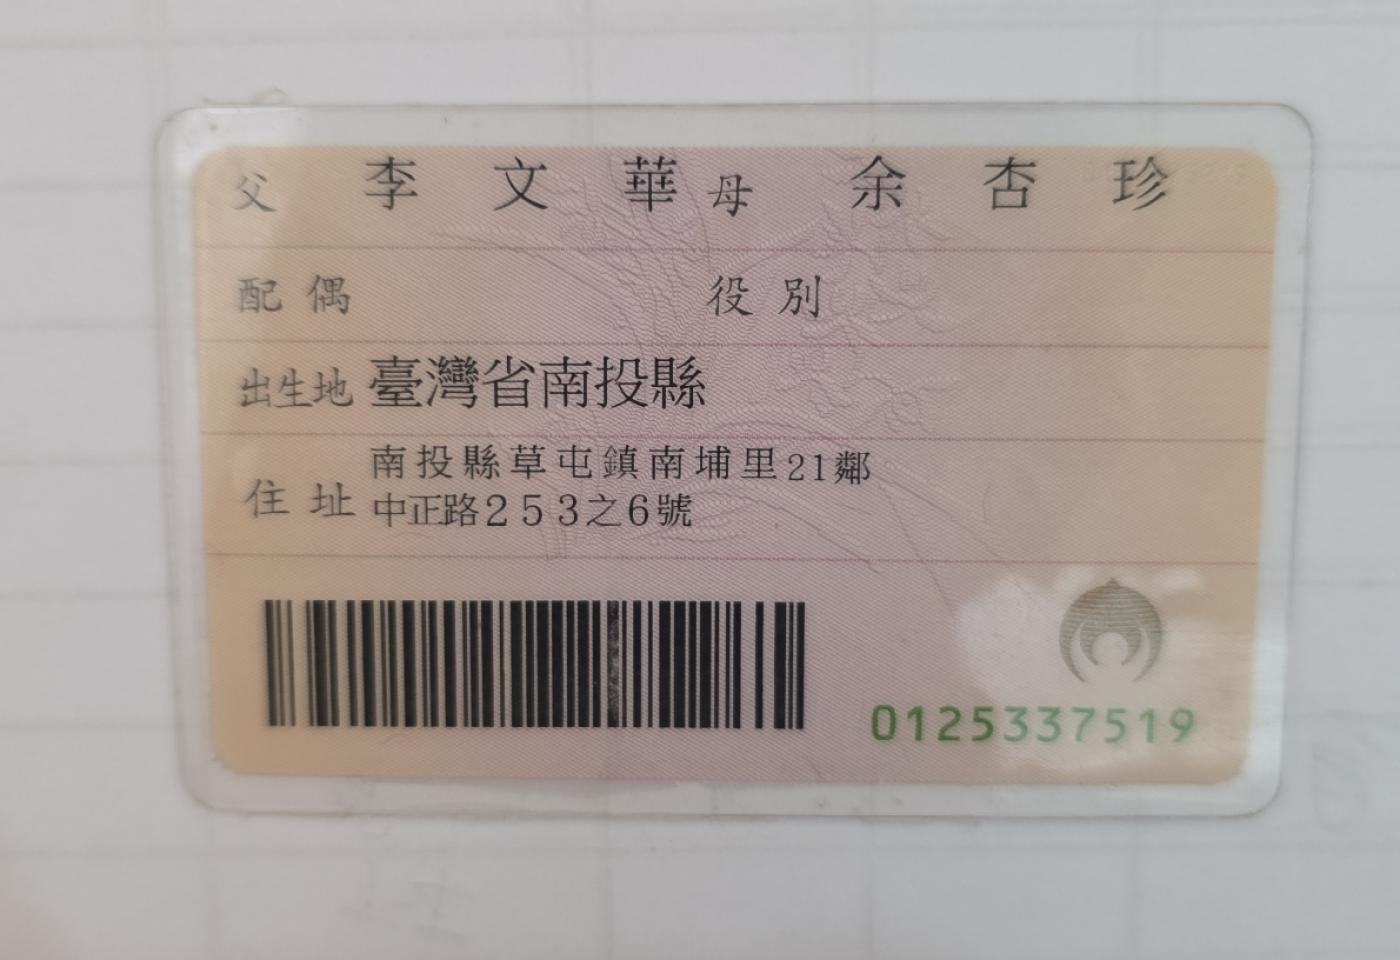 父 李文華 母 余杏珍
配偶 役別
出生地 臺灣省南投縣
住址 南投縣草屯鎮南埔里21鄰
中正路253之6號
0125337519